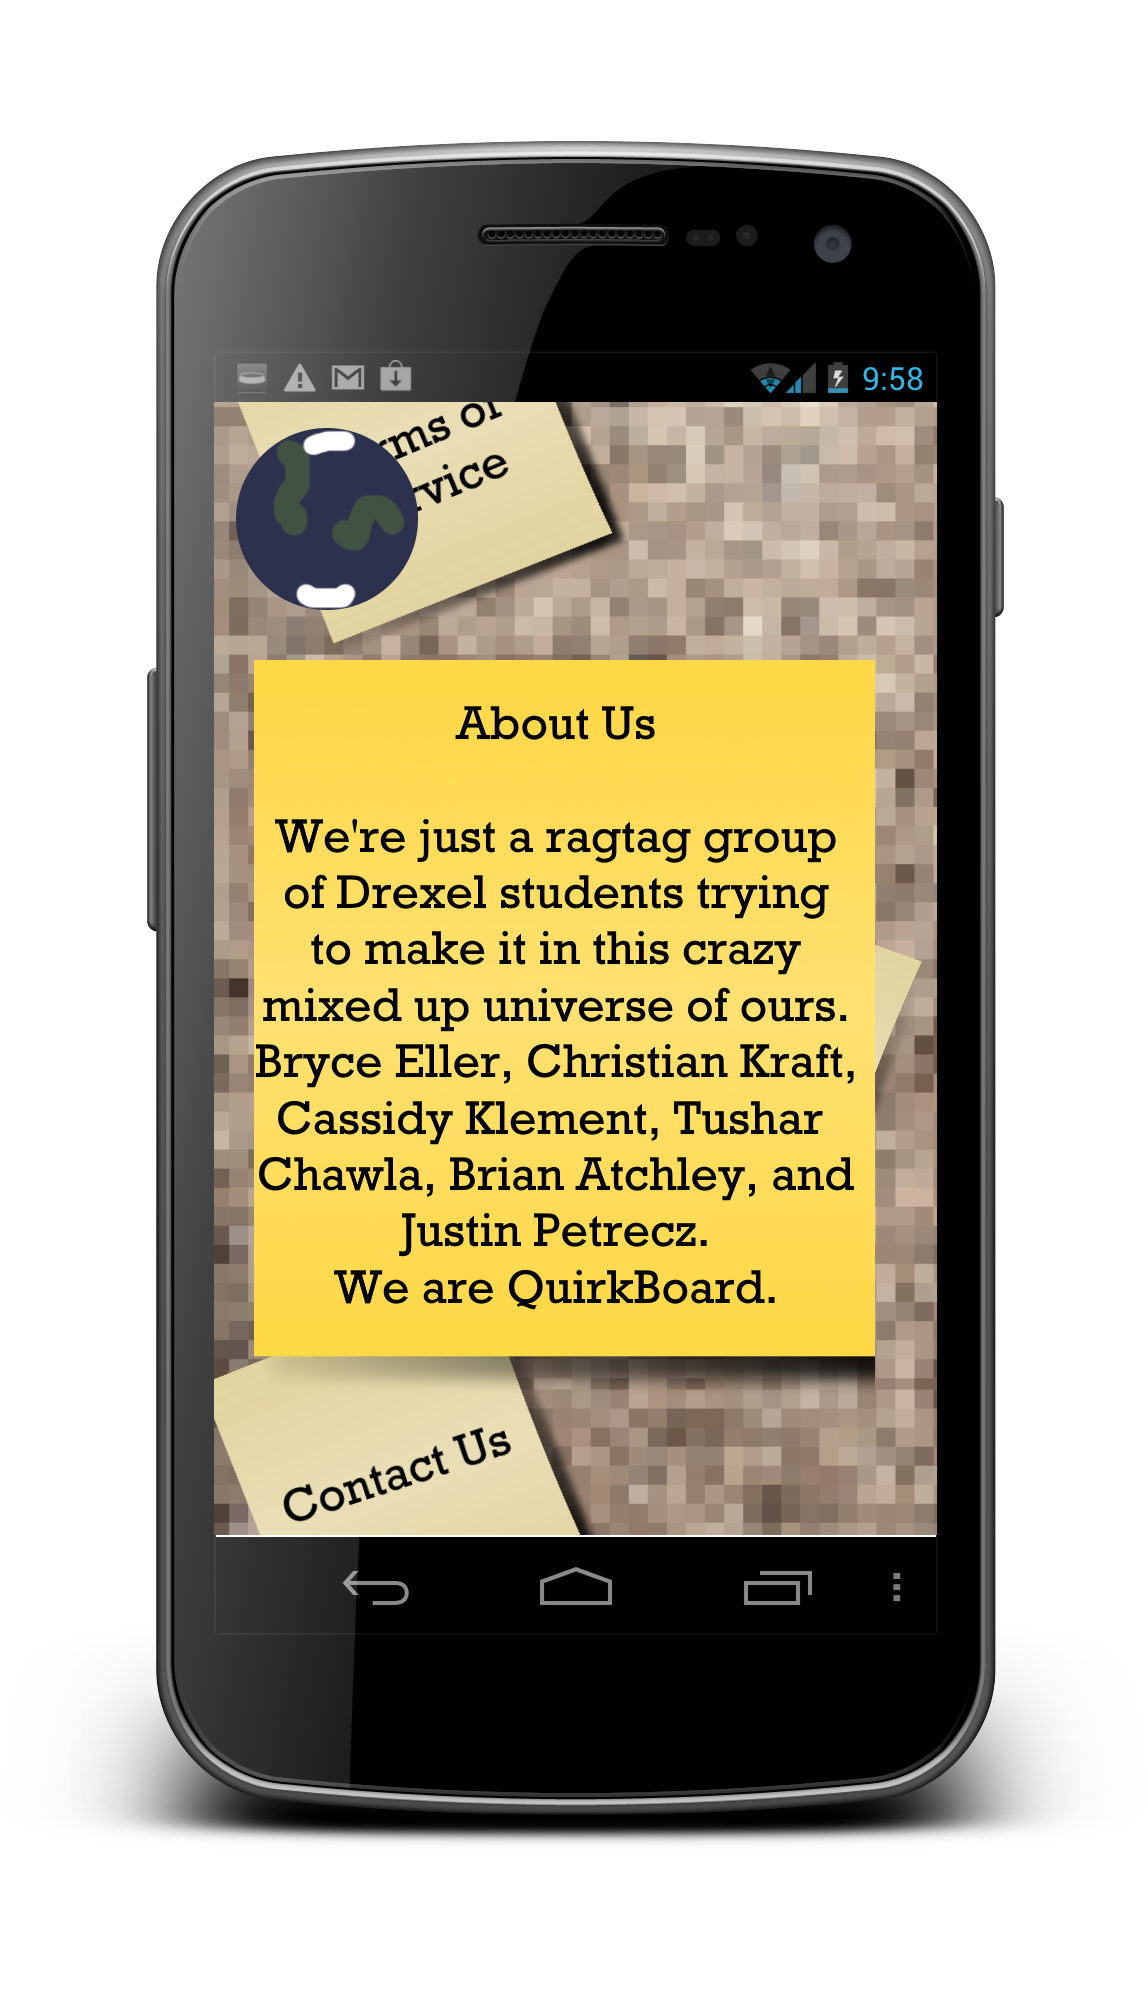 9:58
of
About Us
We're just a ragtag group
of Drexel students trying
to make it in this crazy
mixed up universe of ours.
Bryce Eller, Christian Kraft,
Cassidy Klement, Tushar
Chawla, Brian Atchley, and
Justin Petrecz.
We are QuirkBoard.
Contact Us